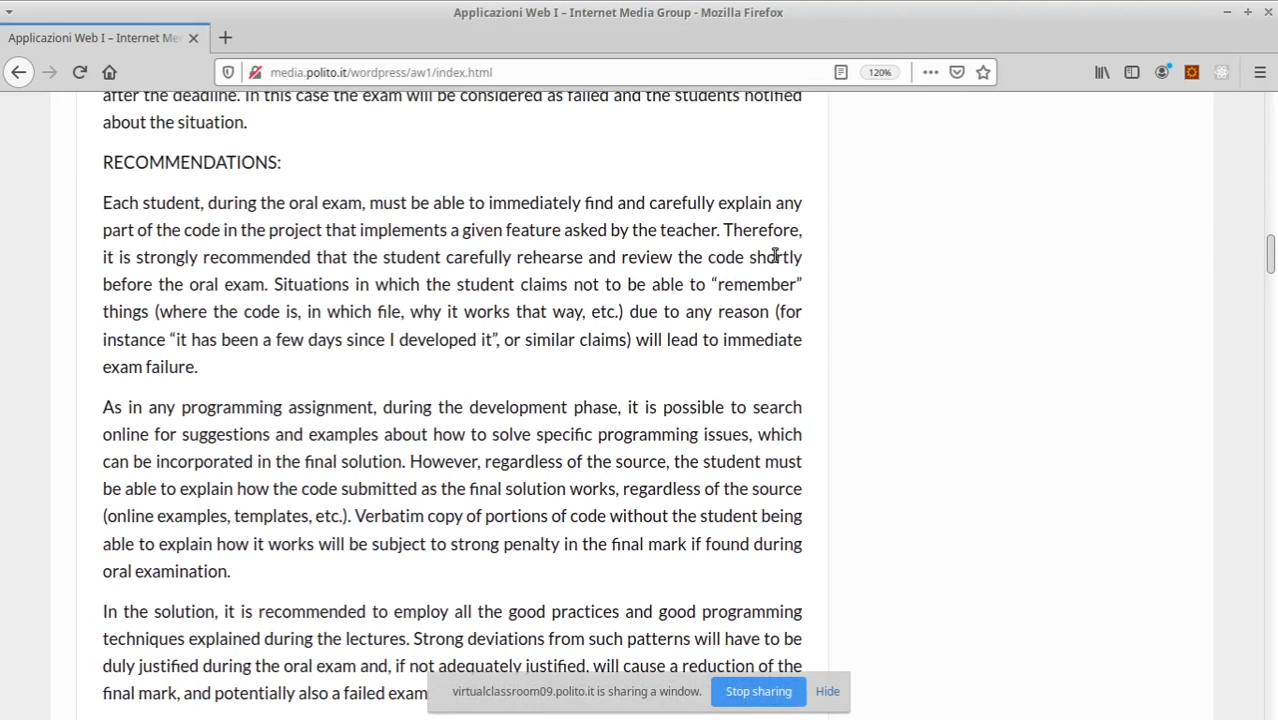 Applicazioni Web I – Internet Media Group - Mozilla Firefox
Applicazioni Web I – Internet Me
media.polito.it/wordpress/aw1/index.html
120%
after the deadline. In this case the exam will be considered as failed and the students notified
about the situation.
RECOMMENDATIONS:
Each student, during the oral exam, must be able to immediately find and carefully explain any
part of the code in the project that implements a given feature asked by the teacher. Therefore,
it is strongly recommended that the student carefully rehearse and review the code shortly
before the oral exam. Situations in which the student claims not to be able to “remember”
things (where the code is, in which file, why it works that way, etc.) due to any reason (for
instance “it has been a few days since I developed it”, or similar claims) will lead to immediate
exam failure.
As in any programming assignment, during the development phase, it is possible to search
online for suggestions and examples about how to solve specific programming issues, which
can be incorporated in the final solution. However, regardless of the source, the student must
be able to explain how the code submitted as the final solution works, regardless of the source
(online examples, templates, etc.). Verbatim copy of portions of code without the student being
able to explain how it works will be subject to strong penalty in the final mark if found during
oral examination.
In the solution, it is recommended to employ all the good practices and good programming
techniques explained during the lectures. Strong deviations from such patterns will have to be
duly justified during the oral exam and, if not adequately justified, will cause a reduction of the
final mark, and potentially also a failed exam
virtualclassroom09.polito.it is sharing a window.
Stop sharing
Hide